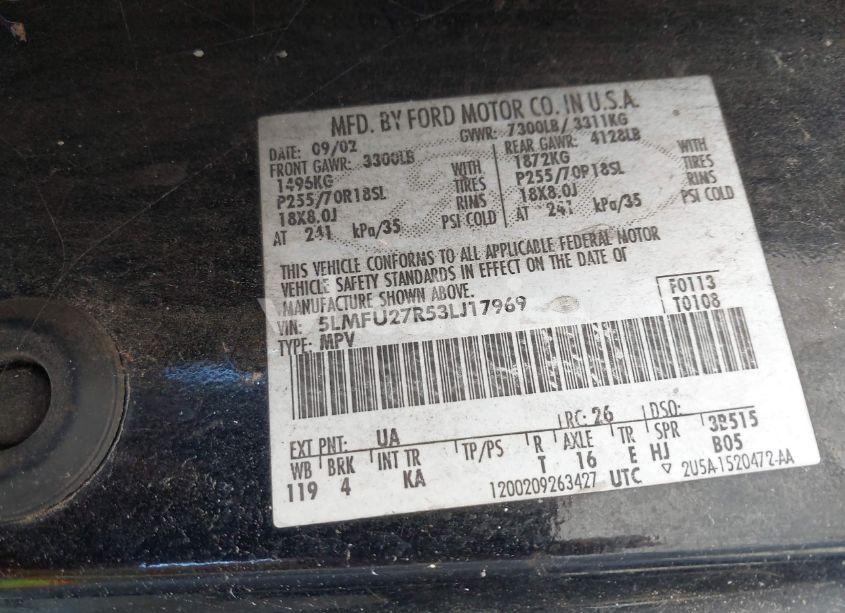 MFD. BY FORD MOTOR CO. IN U.S.A.
DATE: 09/02 GVWR: 7300LB/ 3311KG
FRONT GAWR: 3300LB REAR GAWR: 4128LB
1496KG WITH 1872KG WITH
P255/70R18SL TIRES P255/70R18SL TIRES
18X8.0J RIMS 18X8.0J RIMS
AT 241 kPa/35 PSI COLD AT 241 kPa/35 PSI COLD
THIS VEHICLE CONFORMS TO ALL APPLICABLE FEDERAL MOTOR
VEHICLE SAFETY STANDARDS IN EFFECT ON THE DATE OF
MANUFACTURE SHOWN ABOVE.
VIN: 5LMFU27R53LJ17969 F0113
TYPE: MPV T0108
EXT PNT: UA RC: 26 DSO: 3B515
WB BRK INT TR TP/PS R AXLE TR SPR B05
119 4 KA T 16 E HJ
1200209263427 UTC ▽ 2U5A-1520472-AA